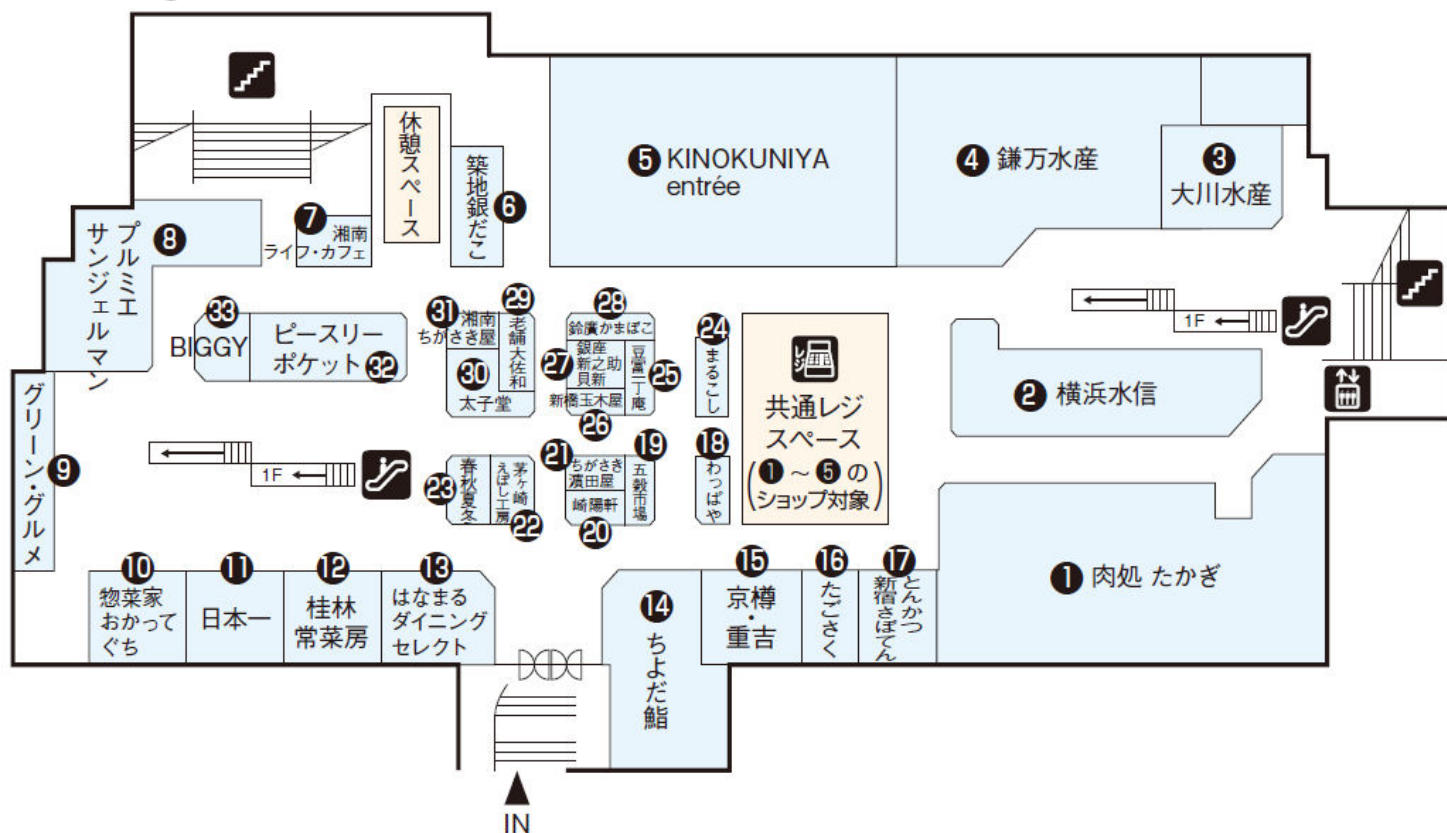 休憩スペース
築地銀だこ
❻
❺ KINOKUNIYA
entrée
❹ 鎌万水産
❸
大川水産
❼
湘南
ライフ・カフェ
❽
プルミエ
サンジェルマン
㉝
BIGGY
ピースリー
ポケット ㉜
㉛
湘南
ちがさき屋
㉙
老舗 大佐和
㉚
太子堂
㉘
鈴廣かまぼこ
㉗
銀座
新之助
貝新
豆富一丁庵
㉕
新橋玉木屋
㉖
㉔
まるこし
レジ
共通レジ
スペース
(❶～❺の
ショップ対象)
1F
❷ 横浜水信
グリーン・グルメ
❾
1F
㉓
春秋夏冬
茅ヶ崎
えぼし工房
㉒
㉑
ちがさき
濱田屋
⓳
五穀市場
崎陽軒
⓴
⓲
わっぱや
❶ 肉処 たかぎ
❿
惣菜家
おかって
ぐち
⓫
日本一
⓬
桂林
常菜房
⓭
はなまる
ダイニング
セレクト
⓮
ちよだ鮨
⓯
京樽
・
重吉
⓰
たごさく
⓱
とんかつ
新宿さぼてん
IN